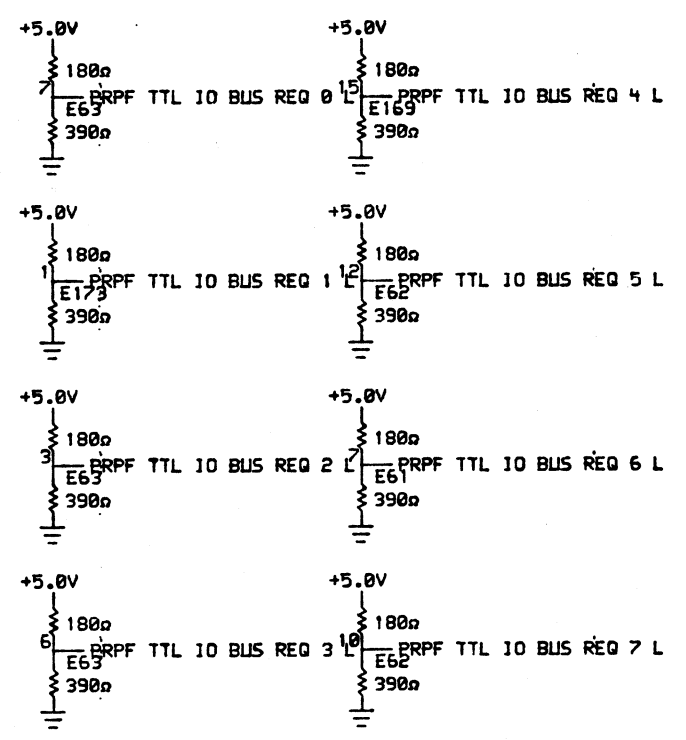 +5.0V
180Ω
7
PRPF TTL IO BUS REQ 0 L
E63
390Ω
+5.0V
180Ω
15
PRPF TTL IO BUS REQ 4 L
E169
390Ω
+5.0V
180Ω
1
PRPF TTL IO BUS REQ 1 L
E173
390Ω
+5.0V
180Ω
12
PRPF TTL IO BUS REQ 5 L
E62
390Ω
+5.0V
180Ω
3
PRPF TTL IO BUS REQ 2 L
E63
390Ω
+5.0V
180Ω
7
PRPF TTL IO BUS REQ 6 L
E61
390Ω
+5.0V
180Ω
6
PRPF TTL IO BUS REQ 3 L
E63
390Ω
+5.0V
180Ω
10
PRPF TTL IO BUS REQ 7 L
E62
390Ω